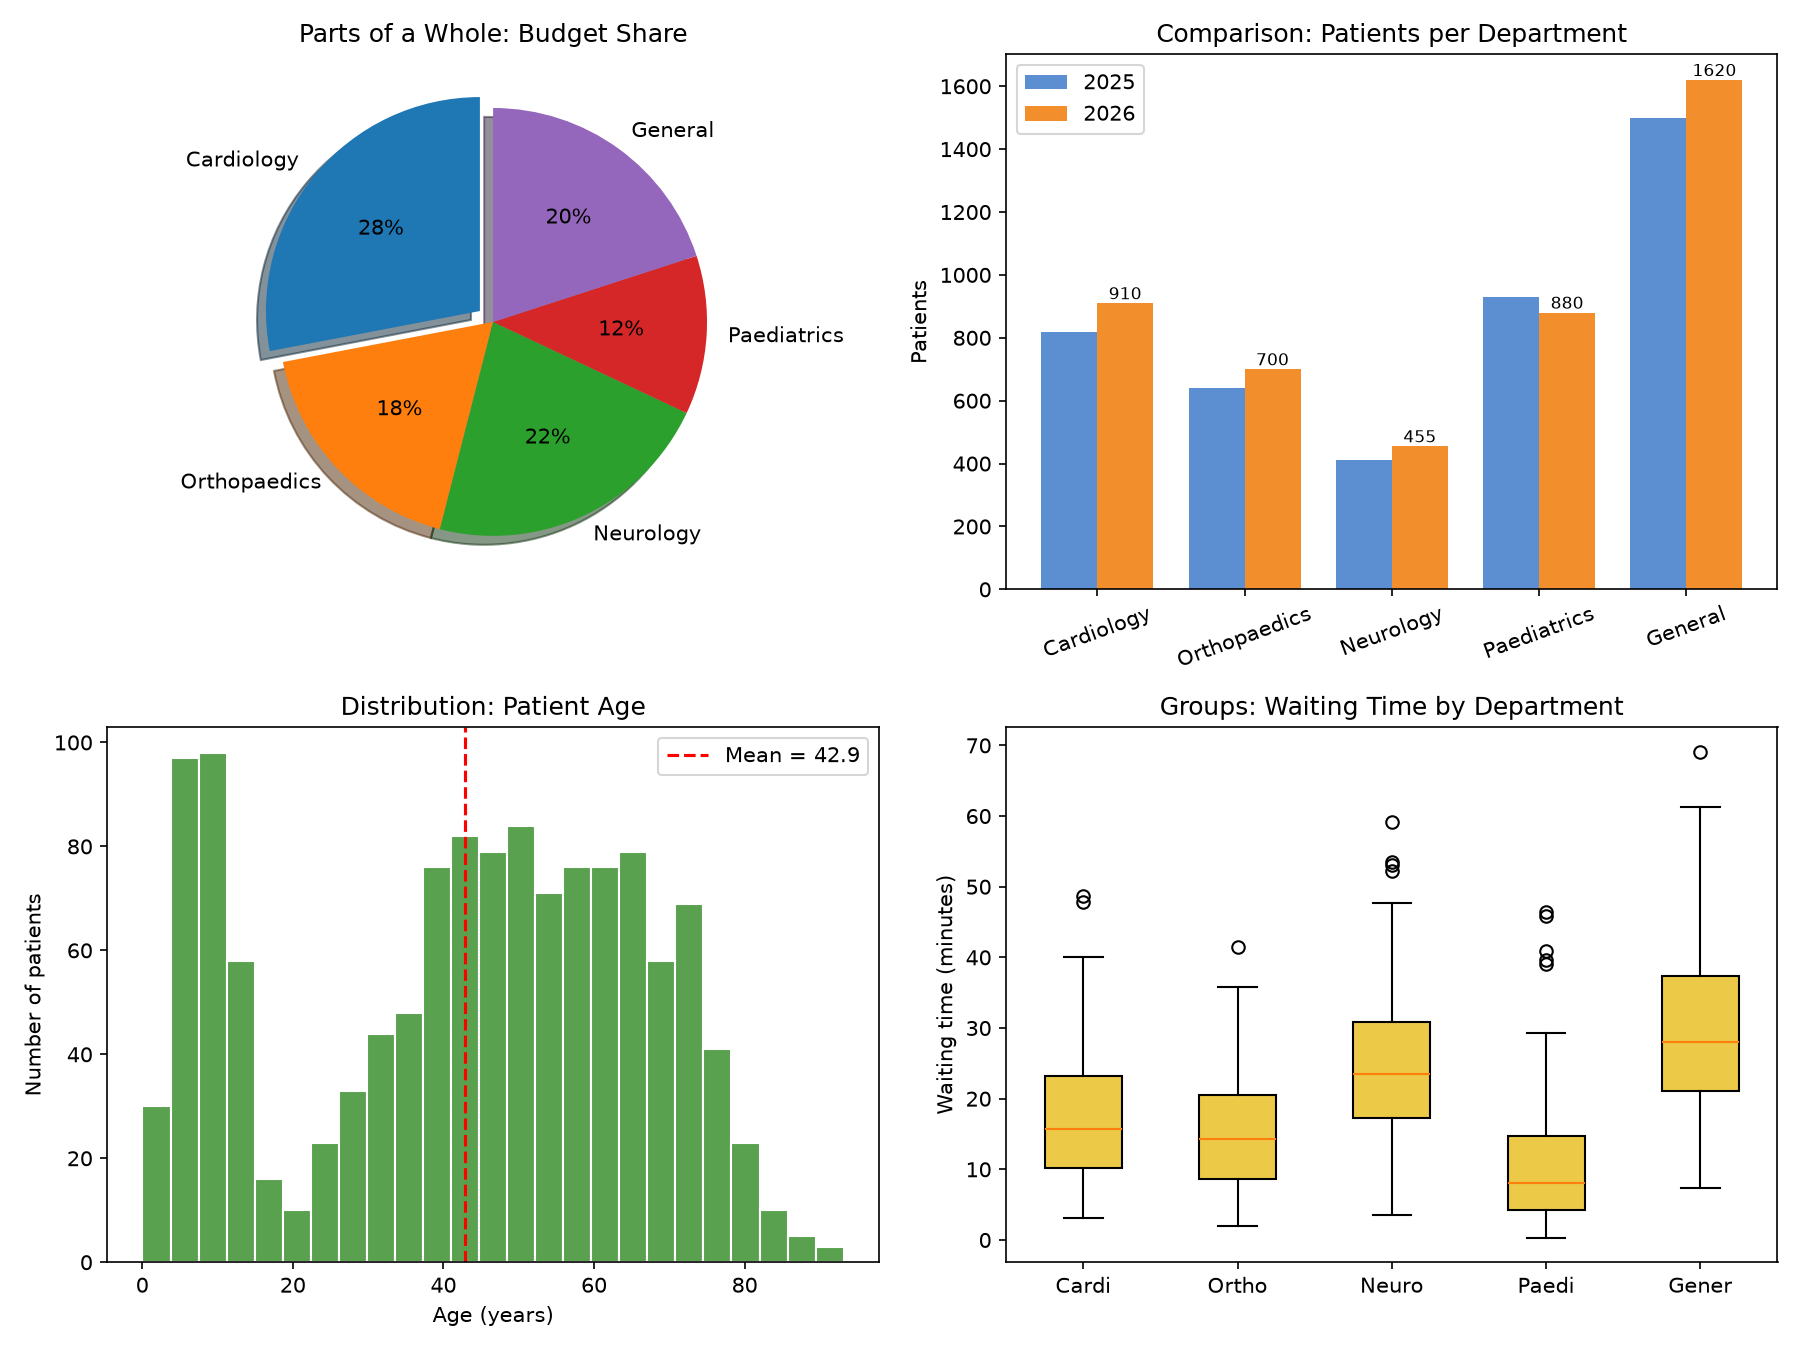 Parts of a Whole: Budget Share
General
Cardiology
28%
20%
12%
Paediatrics
18%
22%
Orthopaedics
Neurology
Comparison: Patients per Department
2025
2026
Patients
1600
1400
1200
1000
800
600
400
200
0
910
700
455
880
1620
Cardiology
Orthopaedics
Neurology
Paediatrics
General
Distribution: Patient Age
Mean = 42.9
Number of patients
100
80
60
40
20
0
0 20 40 60 80
Age (years)
Groups: Waiting Time by Department
Waiting time (minutes)
70
60
50
40
30
20
10
0
Cardi Ortho Neuro Paedi Gener